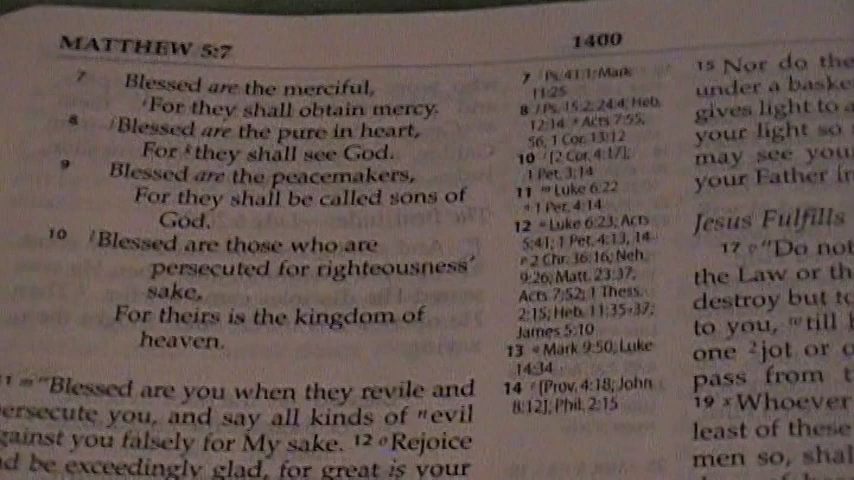 MATTHEW 5:7
1400
7 Blessed are the merciful,
For they shall obtain mercy.
8 Blessed are the pure in heart,
For they shall see God.
9 Blessed are the peacemakers,
For they shall be called sons of
God.
10 Blessed are those who are
persecuted for righteousness'
sake,
For theirs is the kingdom of
heaven.
11 m "Blessed are you when they revile and
persecute you, and say all kinds of n evil
against you falsely for My sake. 12 o Rejoice
and be exceedingly glad, for great is your
7 Ps. 41:1; Mark
11:25
8 Ps. 15:2; 24:4; Heb.
12:14 k Acts 7:55,
56; 1 Cor. 13:12
10 l [2 Cor. 4:17];
1 Pet. 3:14
11 m Luke 6:22
n 1 Pet. 4:14
12 o Luke 6:23; Acts
5:41; 1 Pet. 4:13, 14
p 2 Chr. 36:16; Neh.
9:26; Matt. 23:37;
Acts 7:52; 1 Thess.
2:15; Heb. 11:35-37;
James 5:10
13 q Mark 9:50; Luke
14:34
14 r [Prov. 4:18; John
8:12]; Phil. 2:15
15 Nor do the
under a baske
gives light to a
your light so
may see you
your Father in
Jesus Fulfills
17 "Do not
the Law or th
destroy but to
to you, till h
one 2 jot or o
pass from t
19 x Whoever
least of these
men so, shal